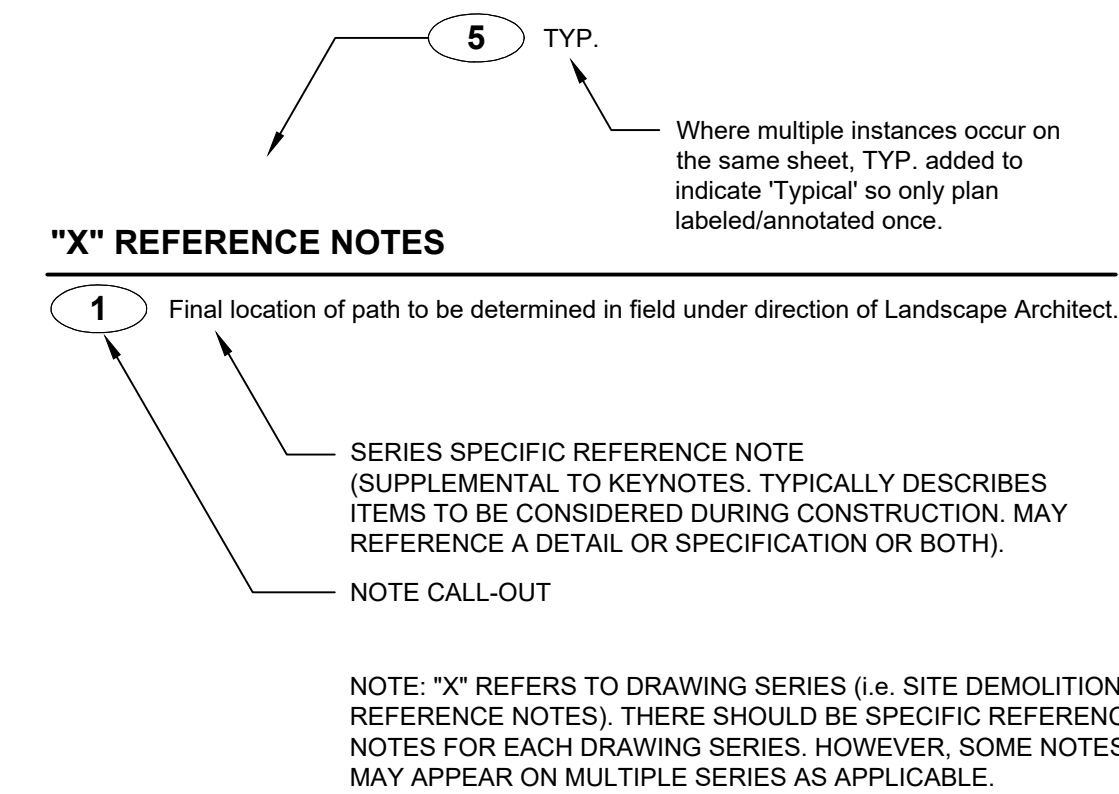 5 TYP.
Where multiple instances occur on
the same sheet, TYP. added to
indicate 'Typical' so only plan
labeled/annotated once.
"X" REFERENCE NOTES
1 Final location of path to be determined in field under direction of Landscape Architect.
SERIES SPECIFIC REFERENCE NOTE
(SUPPLEMENTAL TO KEYNOTES. TYPICALLY DESCRIBES
ITEMS TO BE CONSIDERED DURING CONSTRUCTION. MAY
REFERENCE A DETAIL OR SPECIFICATION OR BOTH).
NOTE CALL-OUT
NOTE: "X" REFERS TO DRAWING SERIES (i.e. SITE DEMOLITION
REFERENCE NOTES). THERE SHOULD BE SPECIFIC REFERENC
NOTES FOR EACH DRAWING SERIES. HOWEVER, SOME NOTES
MAY APPEAR ON MULTIPLE SERIES AS APPLICABLE.